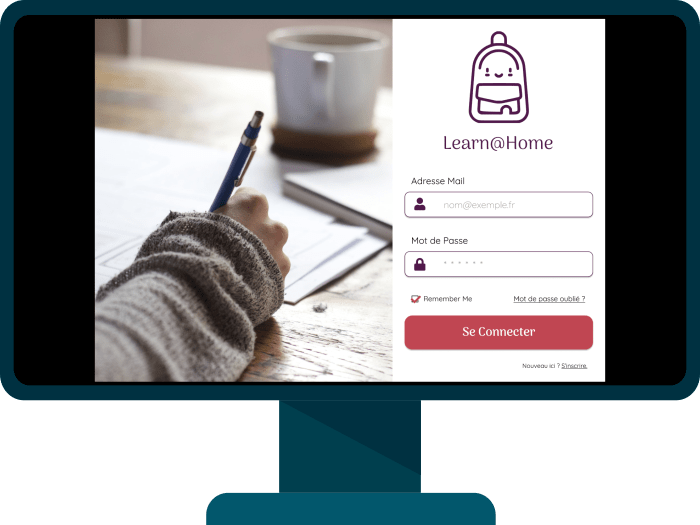 Learn@Home
Adresse Mail
nom@exemple.fr
Mot de Passe
Remember Me
Mot de passe oublié ?
Se Connecter
Nouveau ici ? S'inscrire.